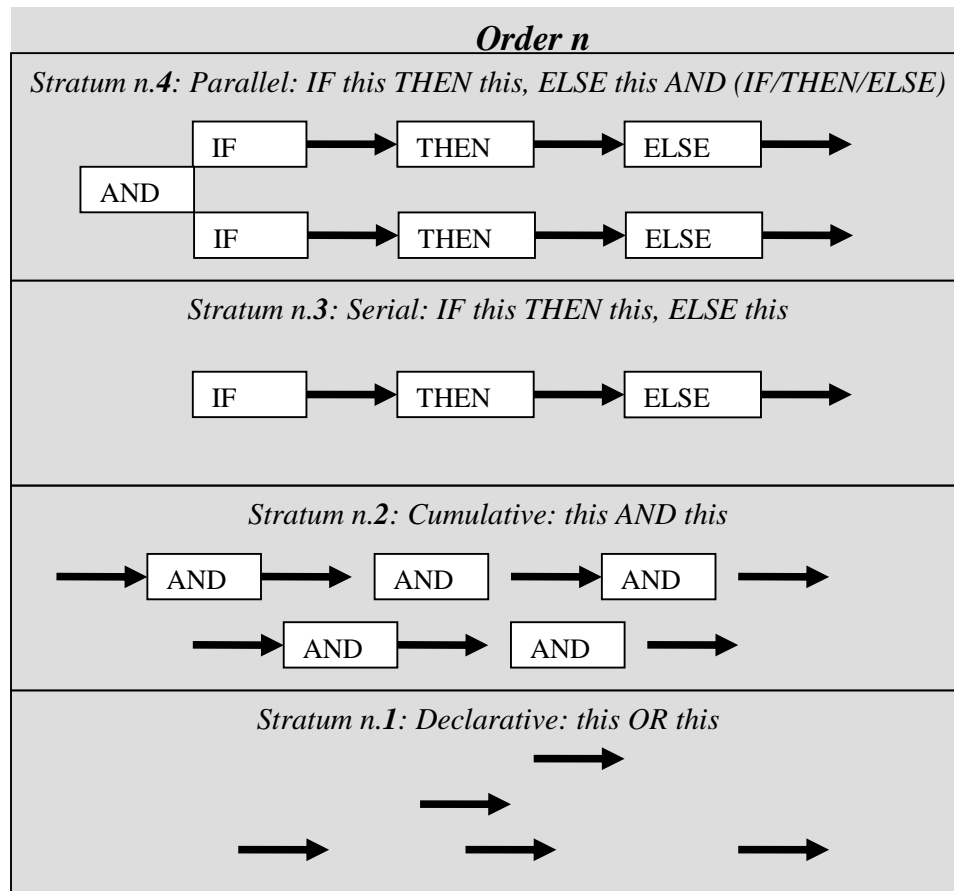 Order n
Stratum n.4: Parallel: IF this THEN this, ELSE this AND (IF/THEN/ELSE)
IF THEN ELSE
AND
IF THEN ELSE
Stratum n.3: Serial: IF this THEN this, ELSE this
IF THEN ELSE
Stratum n.2: Cumulative: this AND this
AND AND AND
AND AND
Stratum n.1: Declarative: this OR this